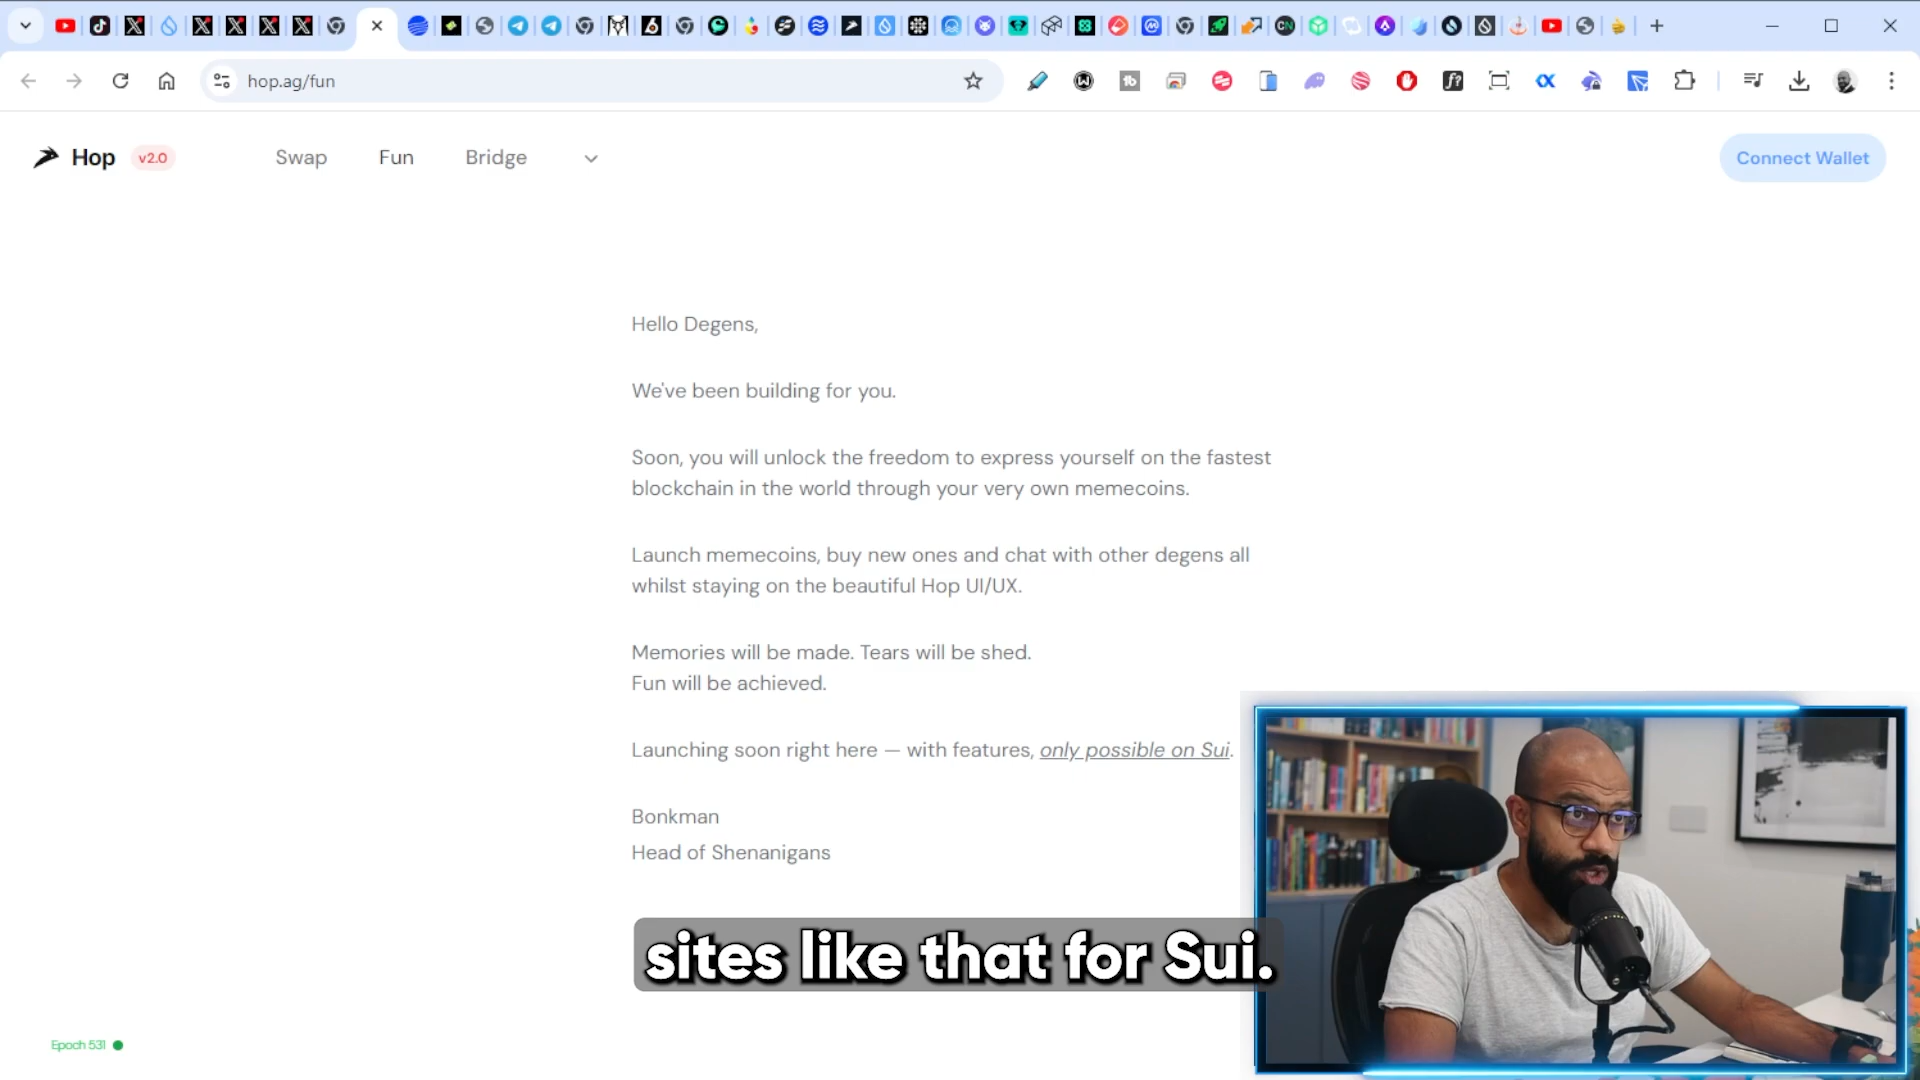 hop.ag/fun
Hop v2.0 Swap Fun Bridge Connect Wallet
Hello Degens,
We've been building for you.
Soon, you will unlock the freedom to express yourself on the fastest
blockchain in the world through your very own memecoins.
Launch memecoins, buy new ones and chat with other degens all
whilst staying on the beautiful Hop UI/UX.
Memories will be made. Tears will be shed.
Fun will be achieved.
Launching soon right here — with features, only possible on Sui.
Bonkman
Head of Shenanigans
sites like that for Sui.
Epoch 531